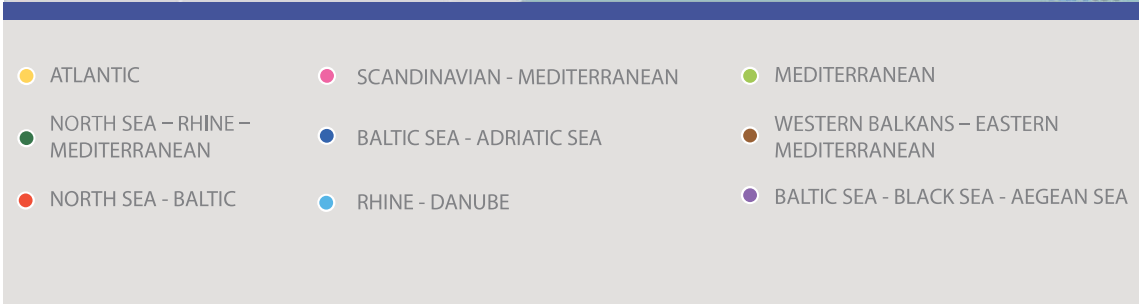 ATLANTIC
NORTH SEA – RHINE –
MEDITERRANEAN
NORTH SEA - BALTIC
SCANDINAVIAN - MEDITERRANEAN
BALTIC SEA - ADRIATIC SEA
RHINE - DANUBE
MEDITERRANEAN
WESTERN BALKANS – EASTERN
MEDITERRANEAN
BALTIC SEA - BLACK SEA - AEGEAN SEA